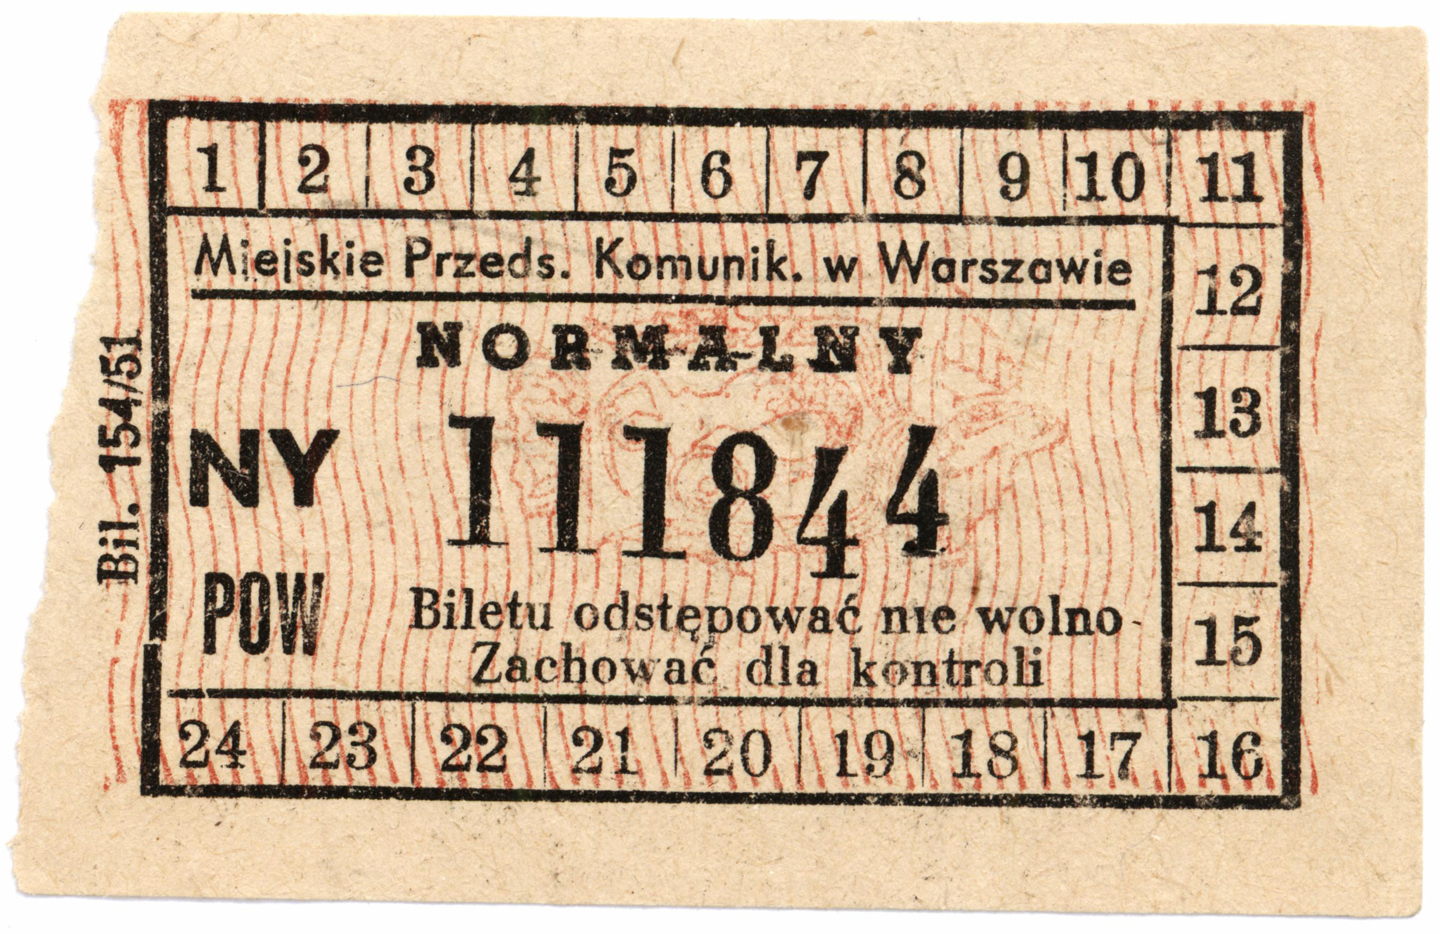 1 2 3 4 5 6 7 8 9 10 11
Miejskie Przeds. Komunik. w Warszawie
12
NORMALNY
13
NY 111844
14
POW
Biletu odstępować nie wolno
Zachować dla kontroli
15
24 23 22 21 20 19 18 17 16
Bil. 154/51